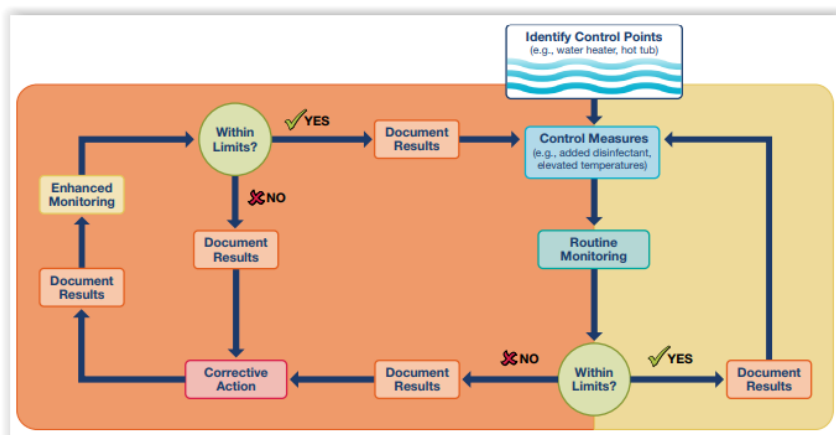 Identify Control Points
(e.g., water heater, hot tub)
Within
Limits?
YES
Document
Results
Control Measures
(e.g., added disinfectant,
elevated temperatures)
Enhanced
Monitoring
NO
Document
Results
Routine
Monitoring
Document
Results
Corrective
Action
Document
Results
NO
Within
Limits?
YES
Document
Results